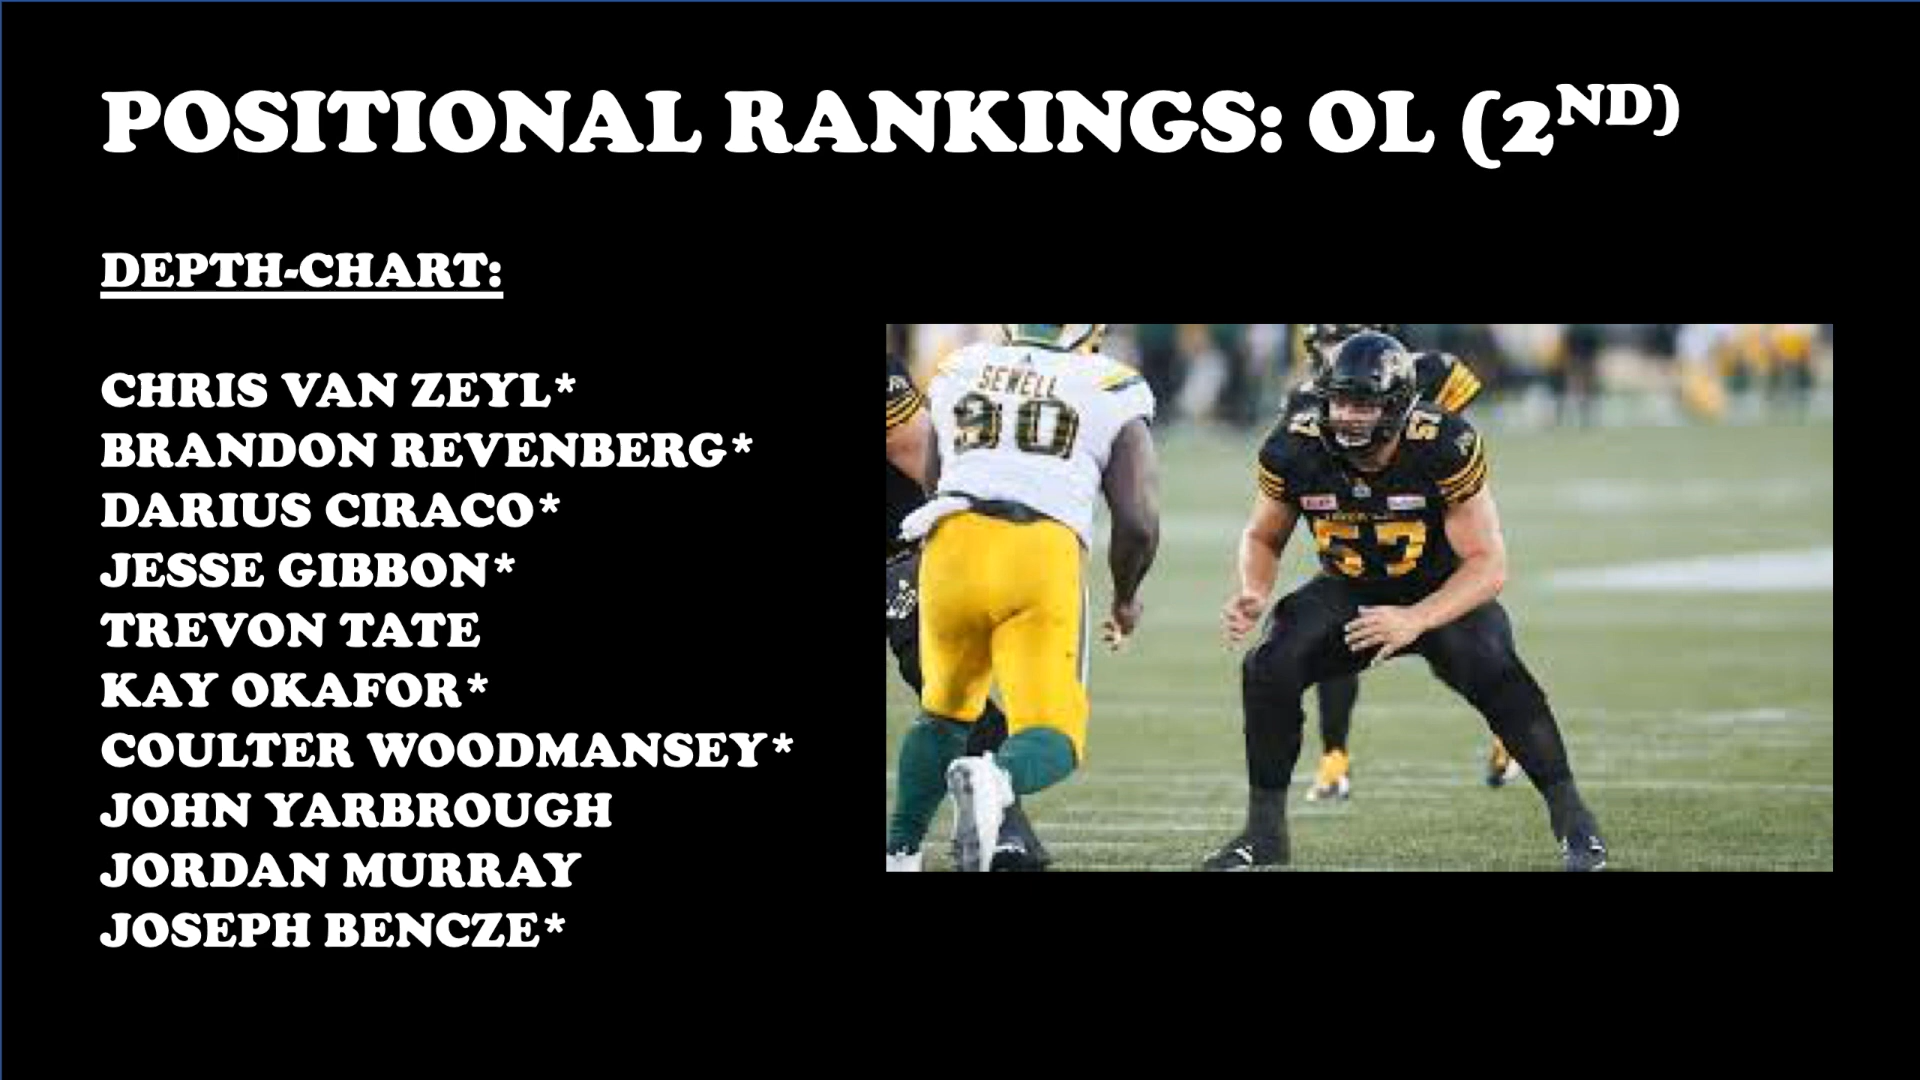 POSITIONAL RANKINGS: OL (2ND)
DEPTH-CHART:
CHRIS VAN ZEYL*
BRANDON REVENBERG*
DARIUS CIRACO*
JESSE GIBBON*
TREVON TATE
KAY OKAFOR*
COULTER WOODMANSEY*
JOHN YARBROUGH
JORDAN MURRAY
JOSEPH BENCZE*
SEWELL
90
57
57
57